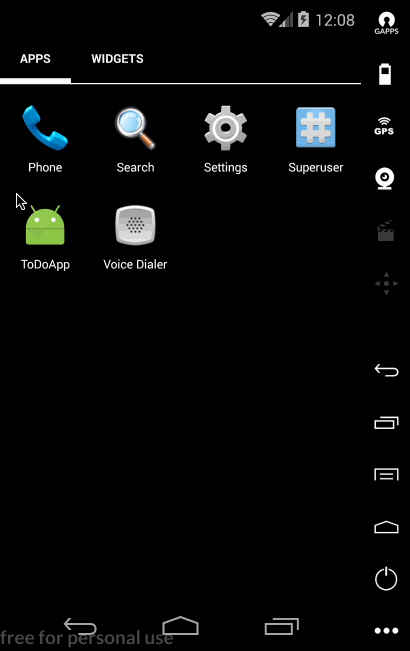 12:08
GAPPS
APPS WIDGETS
GPS
Phone Search Settings Superuser
ToDoApp Voice Dialer
free for personal use